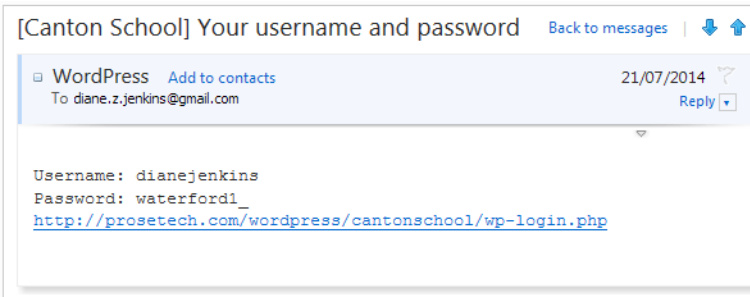 [Canton School] Your username and password Back to messages |
WordPress Add to contacts 21/07/2014
To diane.z.jenkins@gmail.com Reply
Username: dianejenkins
Password: waterford1_
http://prosetech.com/wordpress/cantonschool/wp-login.php